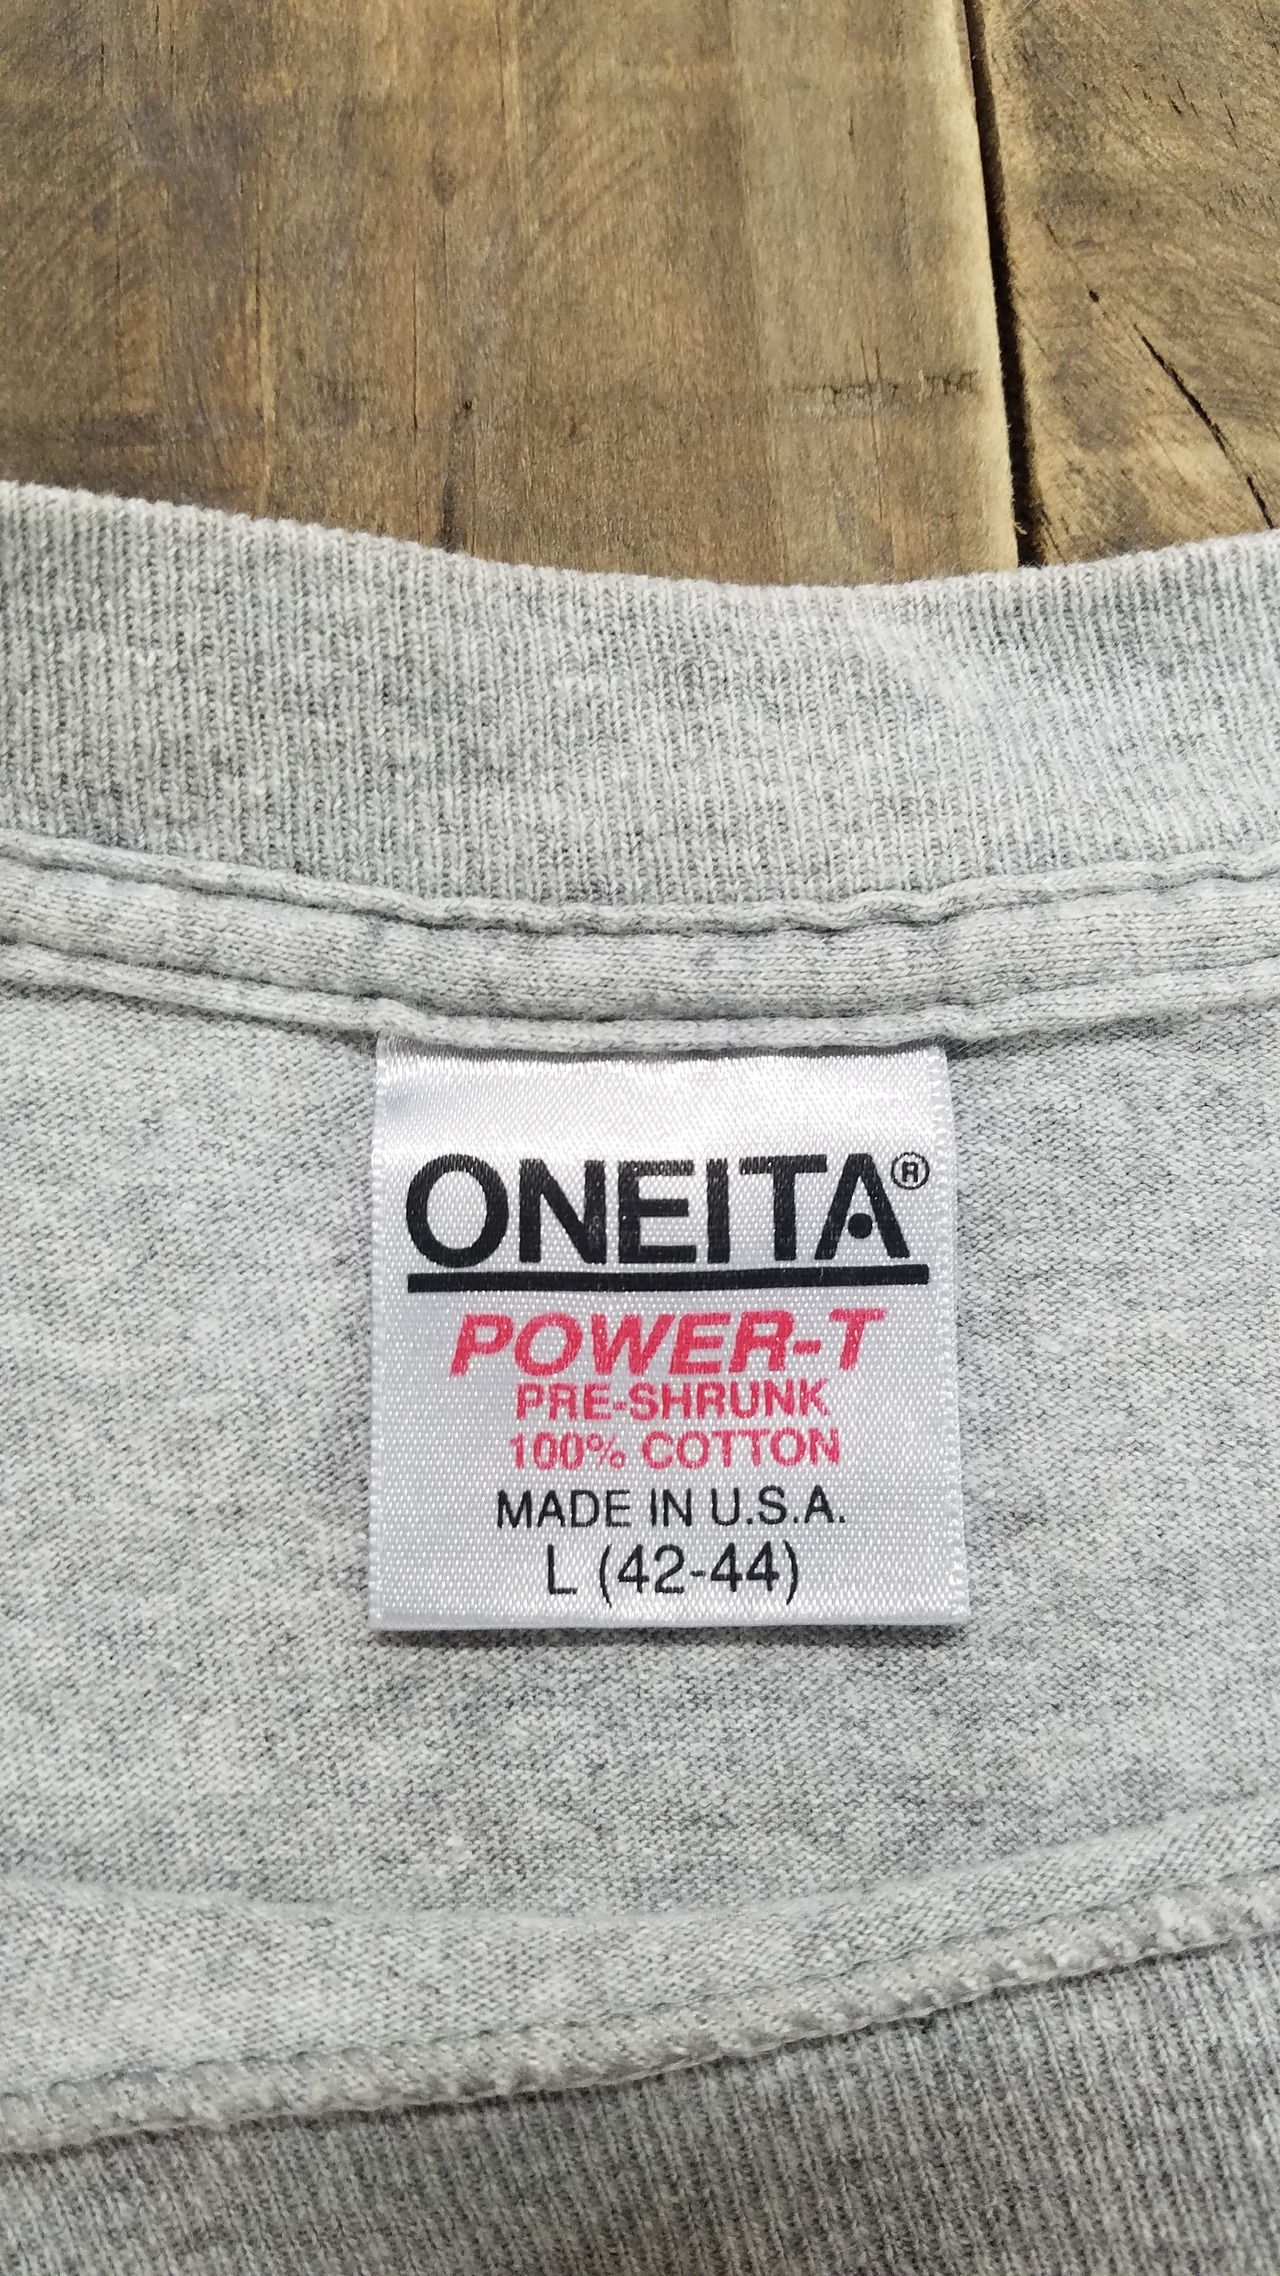 ONEITA®
POWER-T
PRE-SHRUNK
100% COTTON
MADE IN U.S.A.
L (42-44)